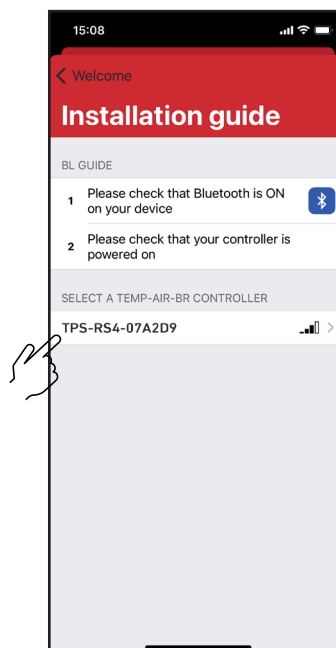 15:08
Welcome
Installation guide
BL GUIDE
1 Please check that Bluetooth is ON
on your device
2 Please check that your controller is
powered on
SELECT A TEMP-AIR-BR CONTROLLER
TPS-RS4-07A2D9